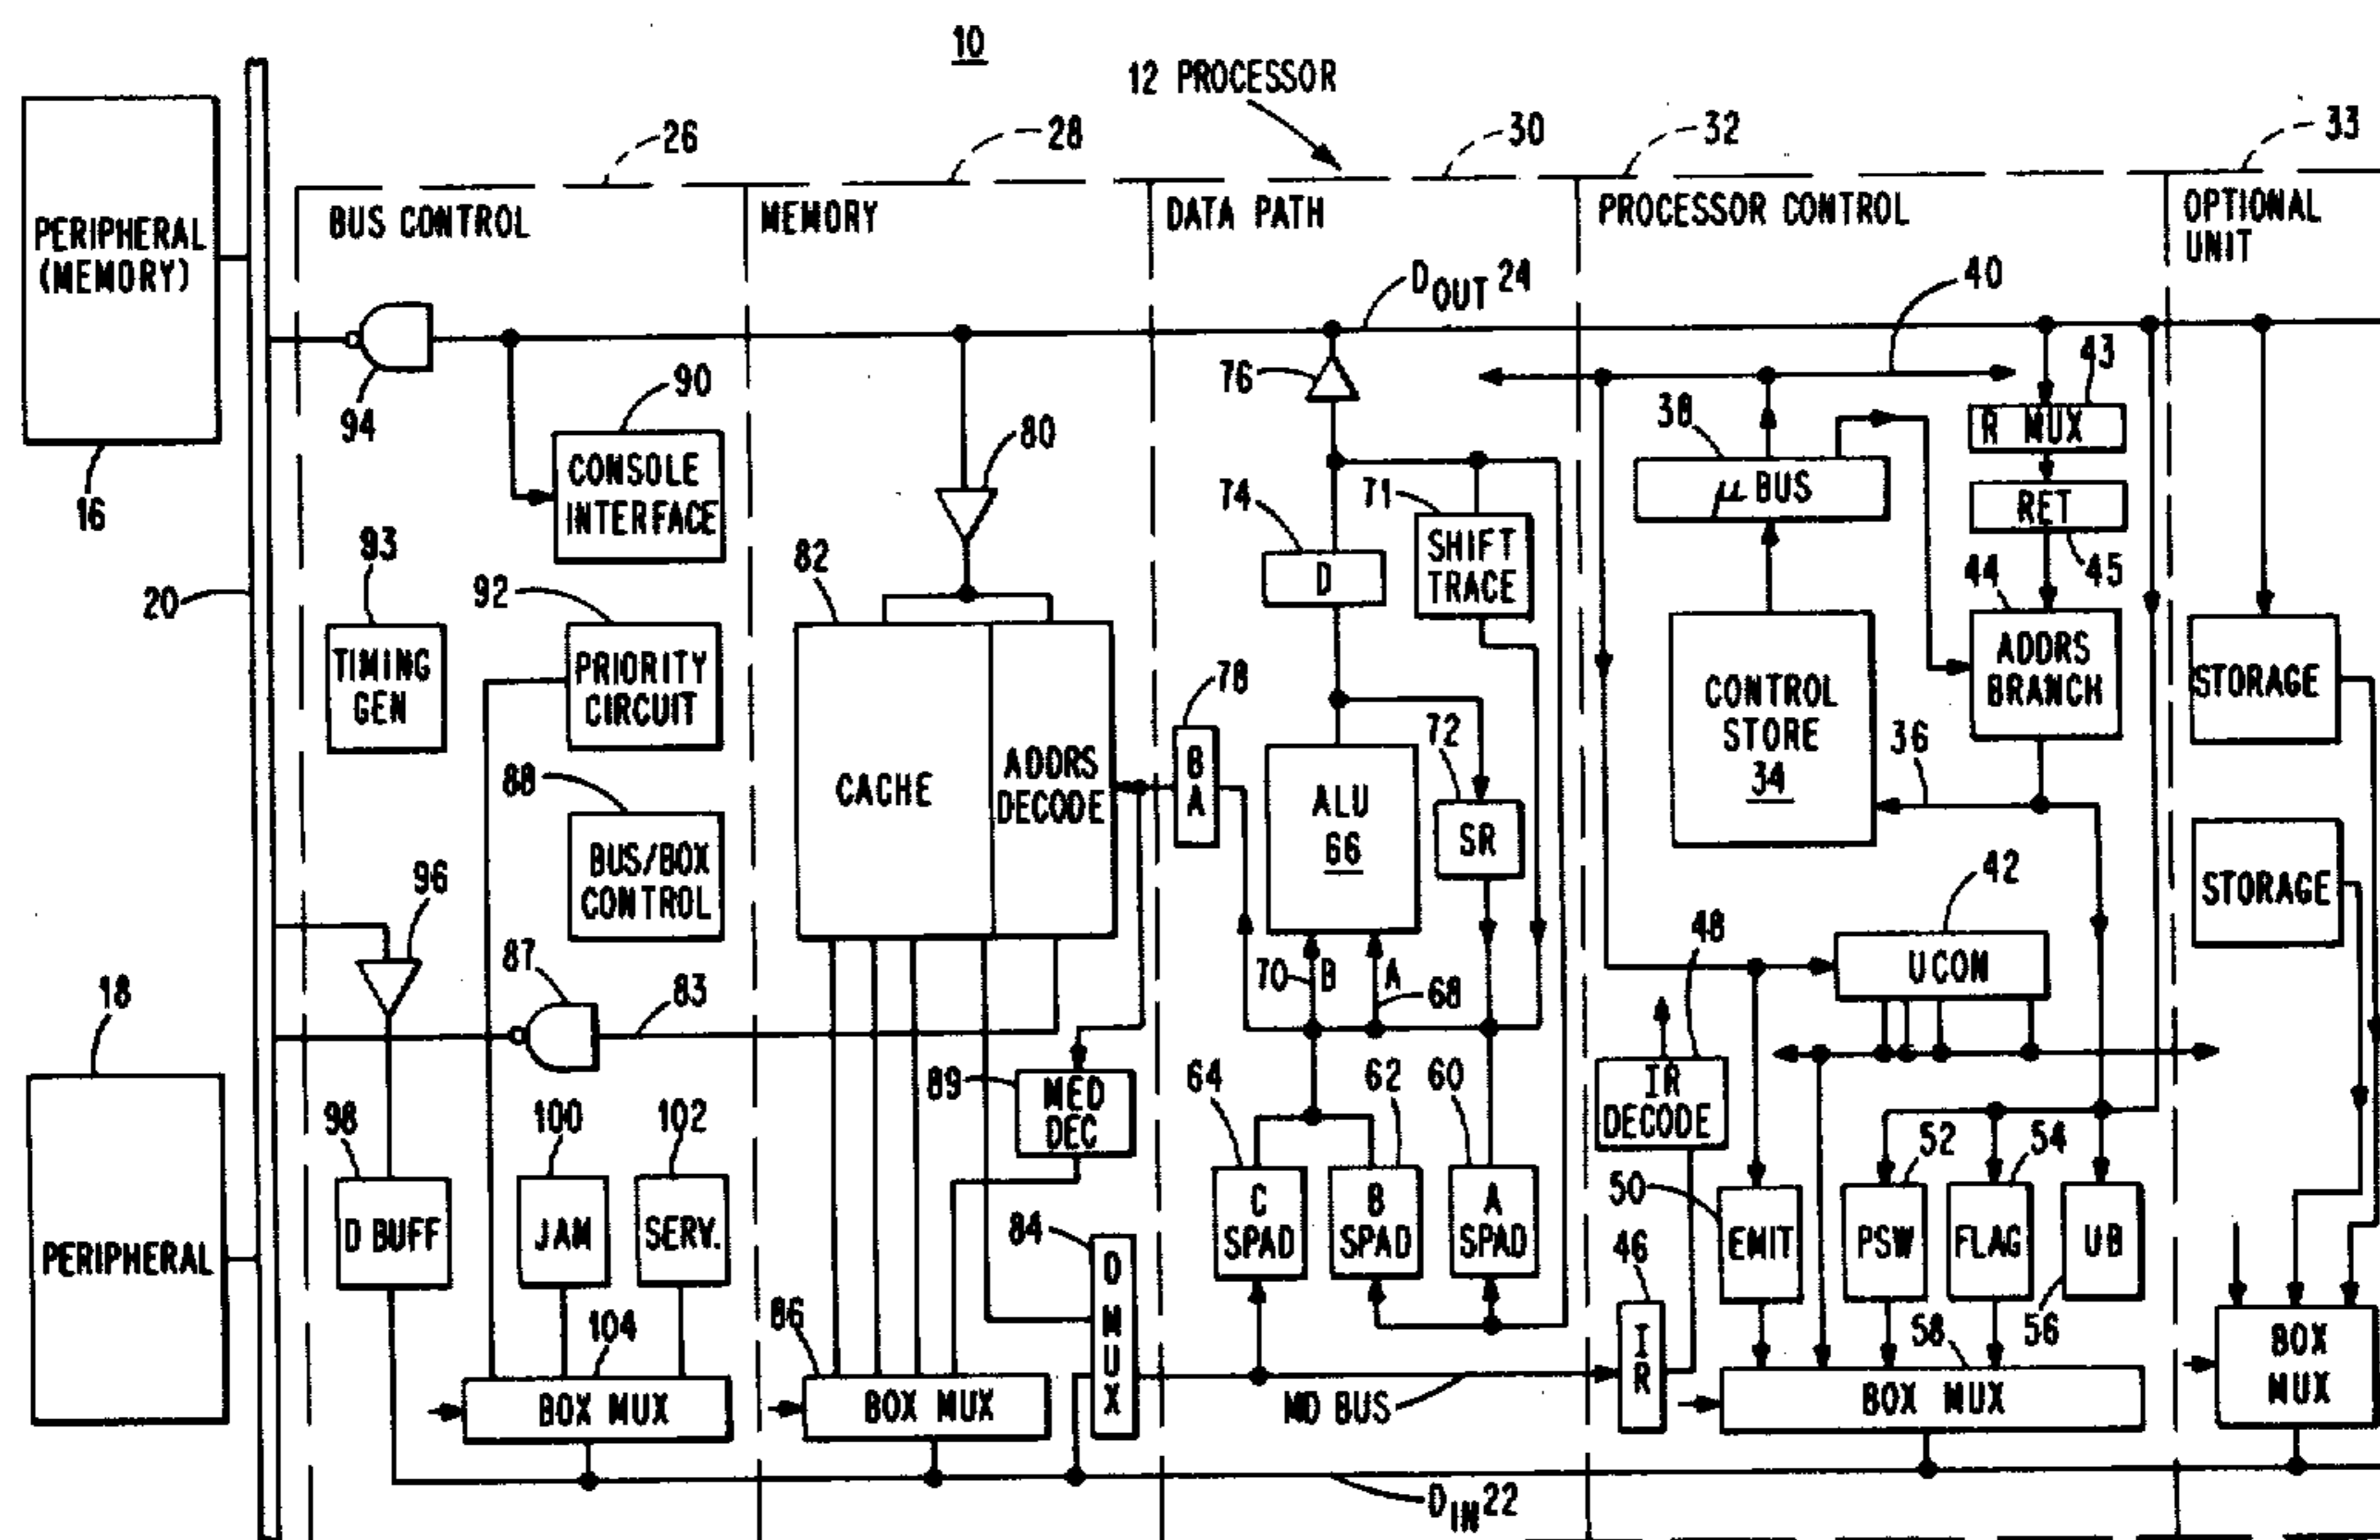 10
12 PROCESSOR
26
28
30
32
33
BUS CONTROL
MEMORY
DATA PATH
PROCESSOR CONTROL
OPTIONAL
UNIT
PERIPHERAL
(MEMORY)
16
20
18
PERIPHERAL
94
90
CONSOLE
INTERFACE
93
TIMING
GEN
92
PRIORITY
CIRCUIT
88
BUS/BOX
CONTROL
96
87
83
98
D BUFF
100
JAM
102
SERV.
104
BOX MUX
80
82
CACHE
ADDRS
DECODE
89
MED
DEC
84
D
M
U
X
86
BOX MUX
DOUT 24
76
74
D
71
SHIFT
TRACE
78
B
A
ALU
66
72
SR
70
B
A
68
64
C
SPAD
62
B
SPAD
60
A
SPAD
MD BUS
DIN 22
40
43
R MUX
38
μ BUS
RET
45
44
ADDRS
BRANCH
CONTROL
STORE
34
36
42
U CON
48
IR
DECODE
46
I
R
50
EMIT
52
PSW
54
FLAG
UB
56
58
BOX MUX
STORAGE
STORAGE
BOX
MUX